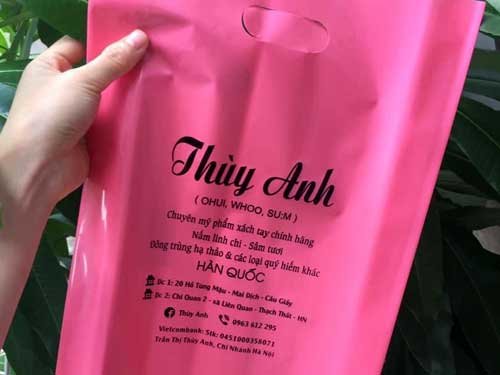 Thùy Anh
( OHUI, WHOO, SU:M )
Chuyên mỹ phẩm xách tay chính hãng
Nấm linh chi - Sâm tươi
Đông trùng hạ thảo & các loại quý hiếm khác
HÀN QUỐC
Đc 1: 20 Hồ Tùng Mậu - Mai Dịch - Cầu Giấy
Đc 2: Chi Quan 2 - xã Liên Quan - Thạch Thất - HN
Thùy Anh 0963 612 295
Vietcombank: Stk: 0451000358071
Trần Thị Thùy Anh, Chi Nhánh Hà Nội